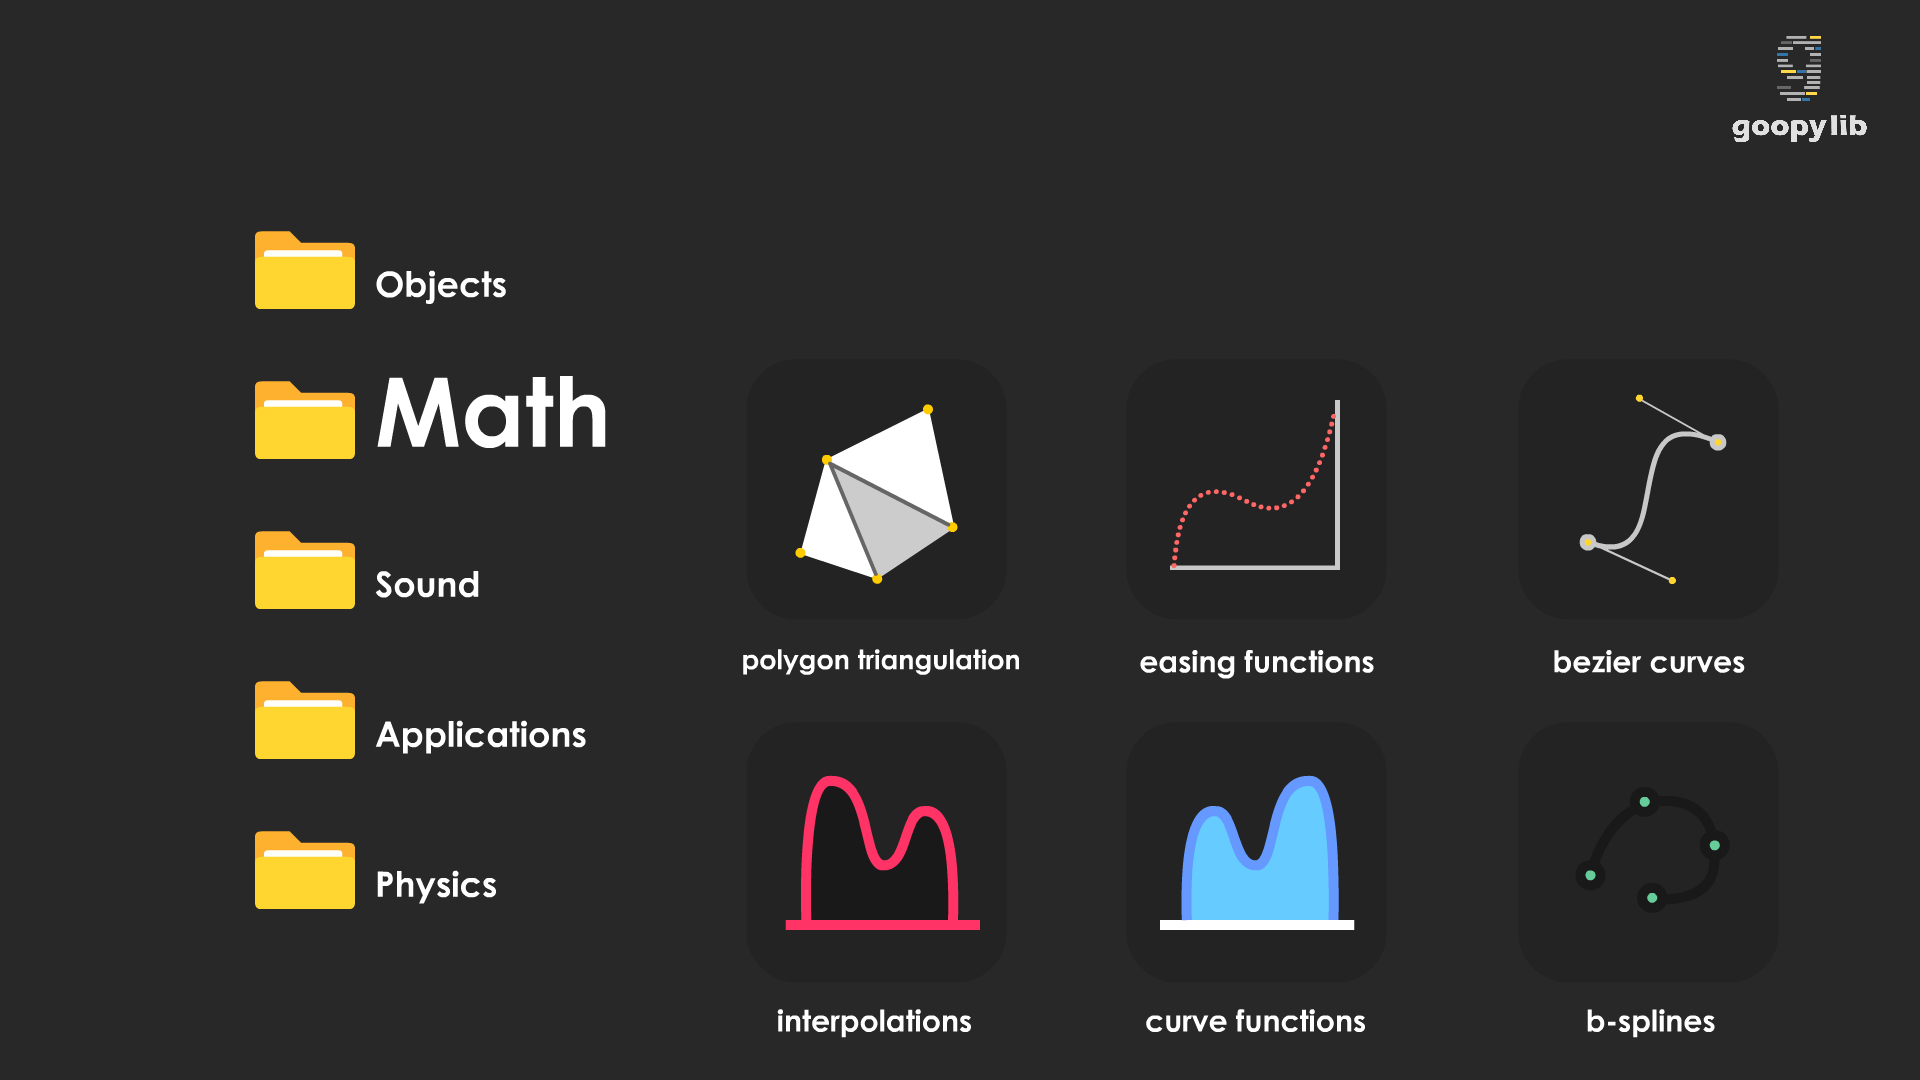 goopylib
Objects
Math
Sound
Applications
Physics
polygon triangulation
easing functions
bezier curves
interpolations
curve functions
b-splines